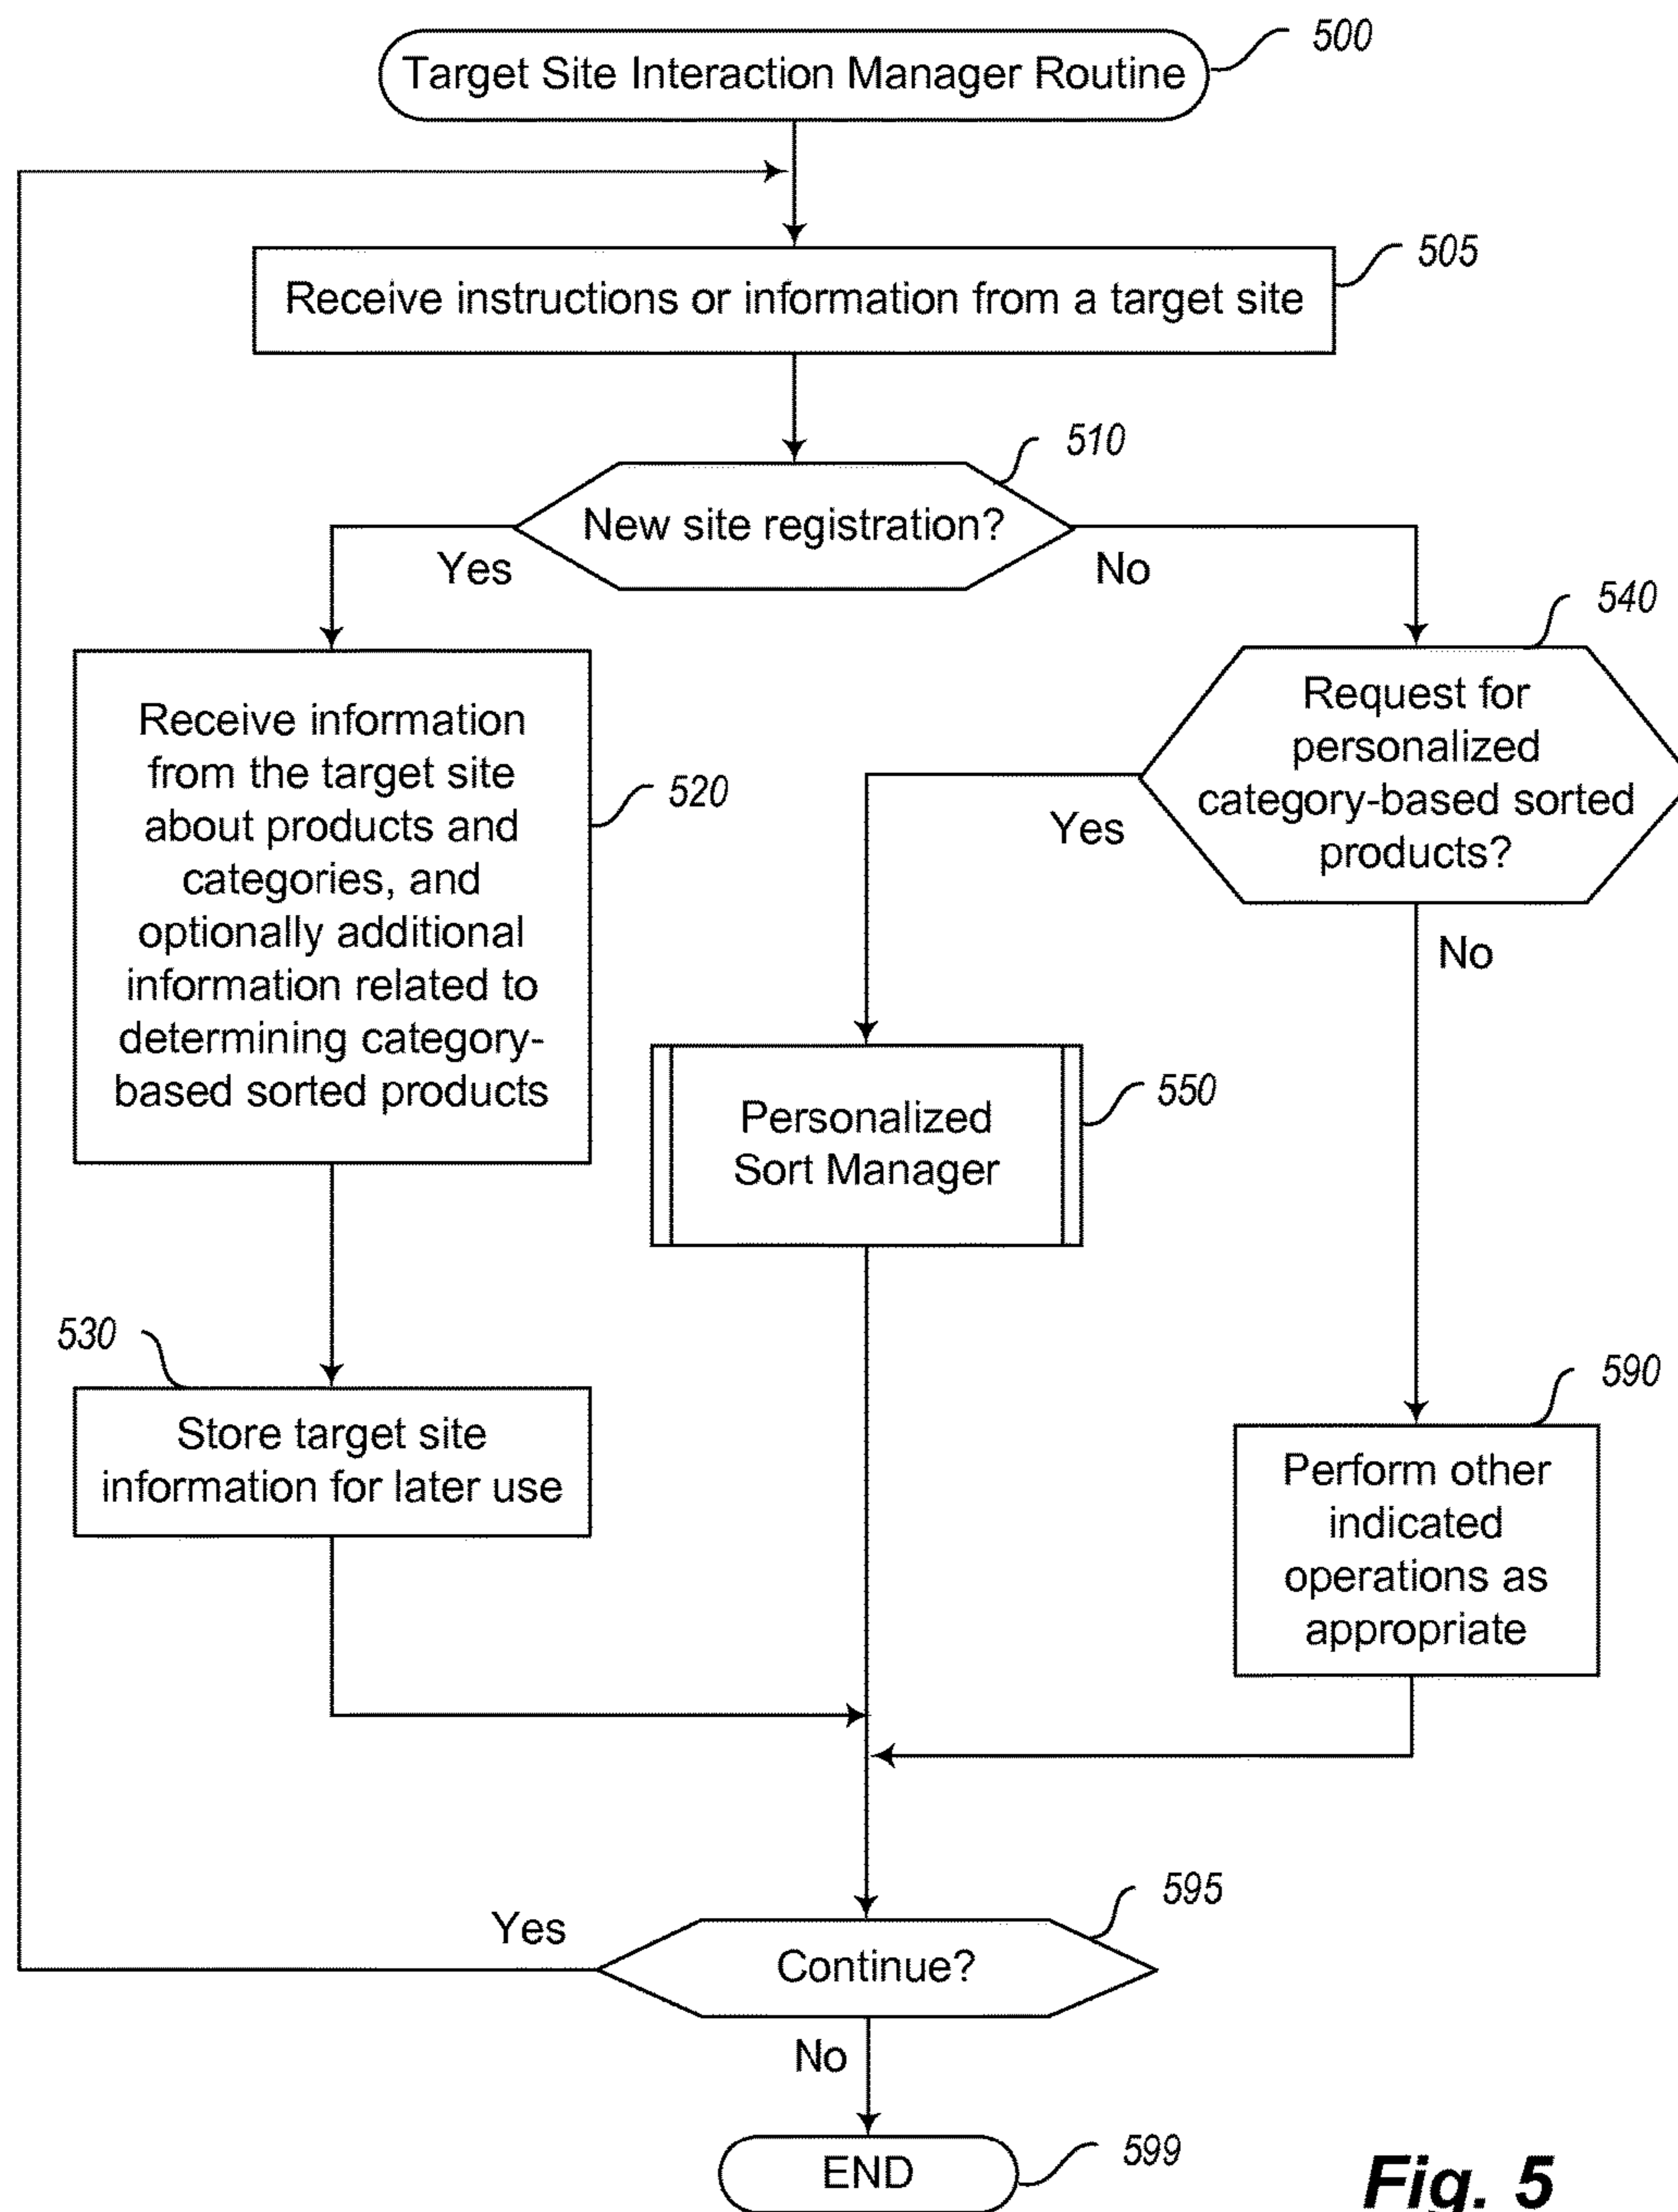 Target Site Interaction Manager Routine
500
Receive instructions or information from a target site
505
New site registration?
510
Yes
No
Receive information
from the target site
about products and
categories, and
optionally additional
information related to
determining category-
based sorted products
520
Request for
personalized
category-based sorted
products?
540
Yes
No
Personalized
Sort Manager
550
530
Store target site
information for later use
590
Perform other
indicated
operations as
appropriate
Continue?
595
Yes
No
END
599
Fig. 5